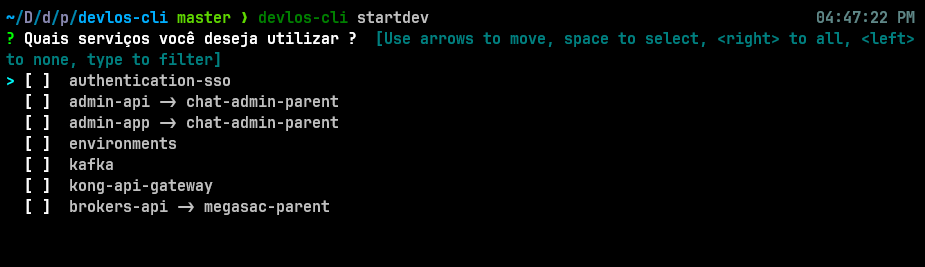 ~/D/d/p/devlos-cli master ❯ devlos-cli startdev 04:47:22 PM
? Quais serviços você deseja utilizar ? [Use arrows to move, space to select, <right> to all, <left>
to none, type to filter]
> [ ] authentication-sso
[ ] admin-api -> chat-admin-parent
[ ] admin-app -> chat-admin-parent
[ ] environments
[ ] kafka
[ ] kong-api-gateway
[ ] brokers-api -> megasac-parent